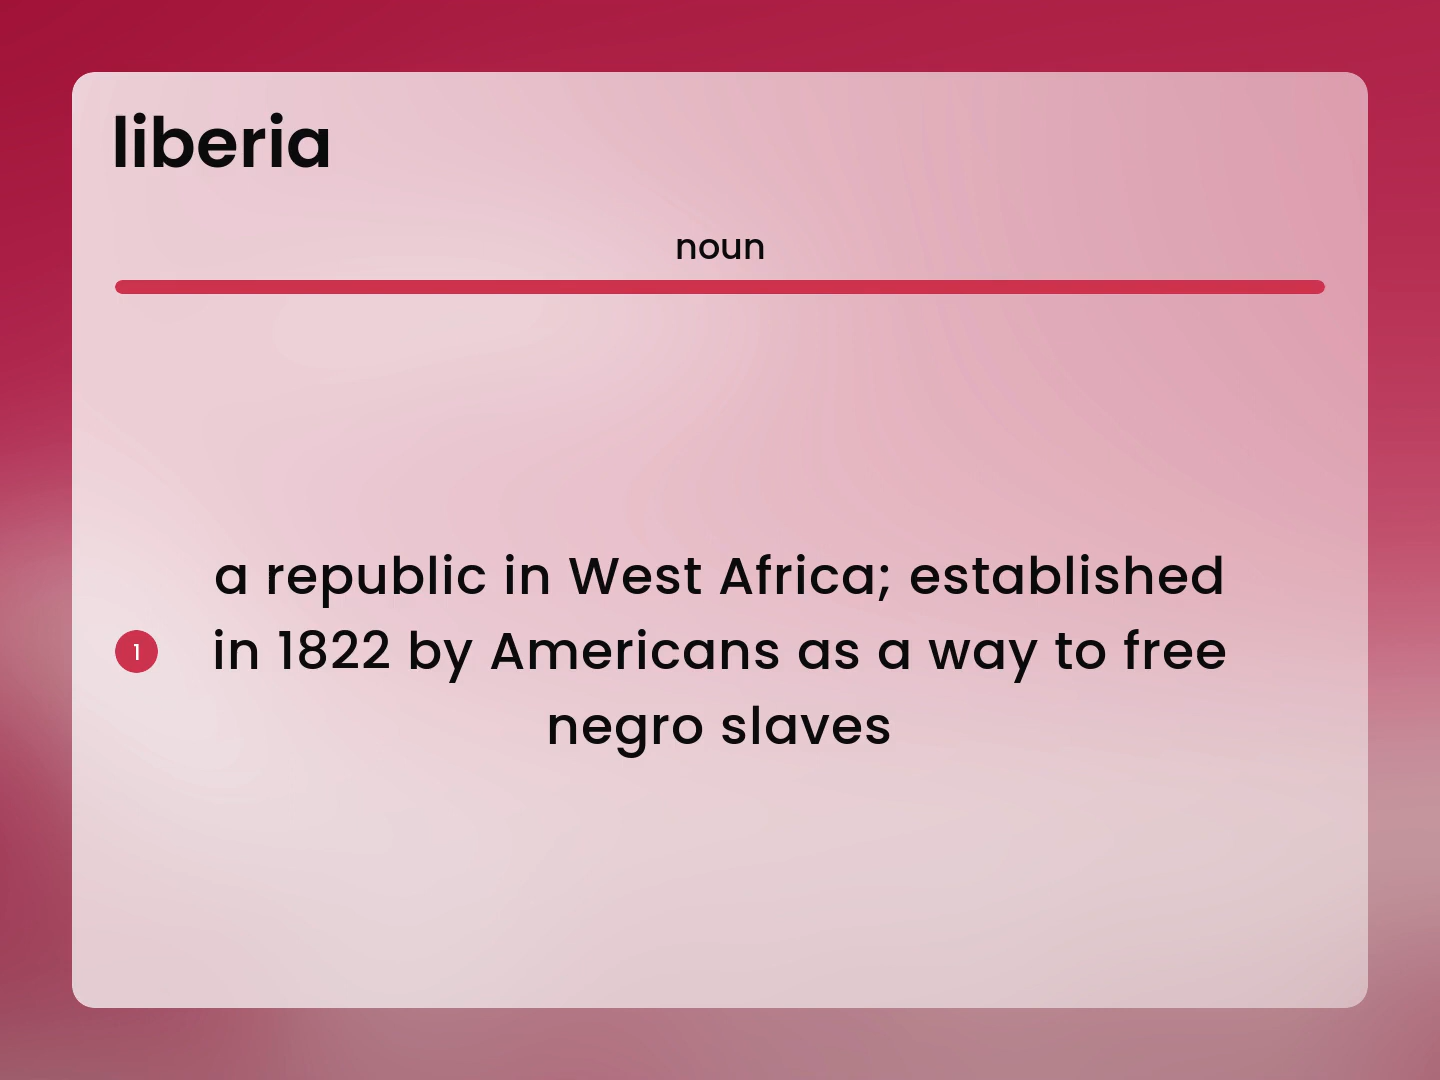 liberia
noun
a republic in West Africa; established
1 in 1822 by Americans as a way to free
negro slaves